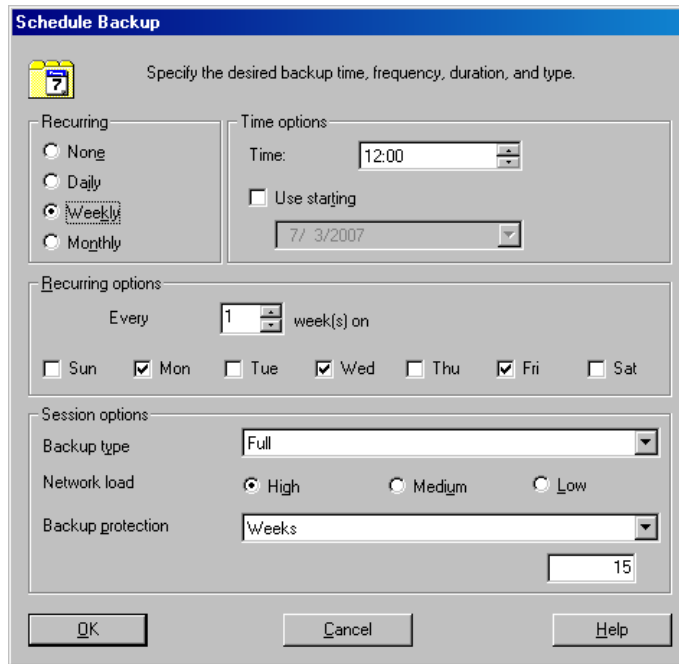 Schedule Backup
7
Specify the desired backup time, frequency, duration, and type.
Recurring
None
Daily
Weekly
Monthly
Time options
Time: 12:00
Use starting
7/ 3/2007
Recurring options
Every 1 week(s) on
Sun Mon Tue Wed Thu Fri Sat
Session options
Backup type Full
Network load High Medium Low
Backup protection Weeks
15
OK Cancel Help